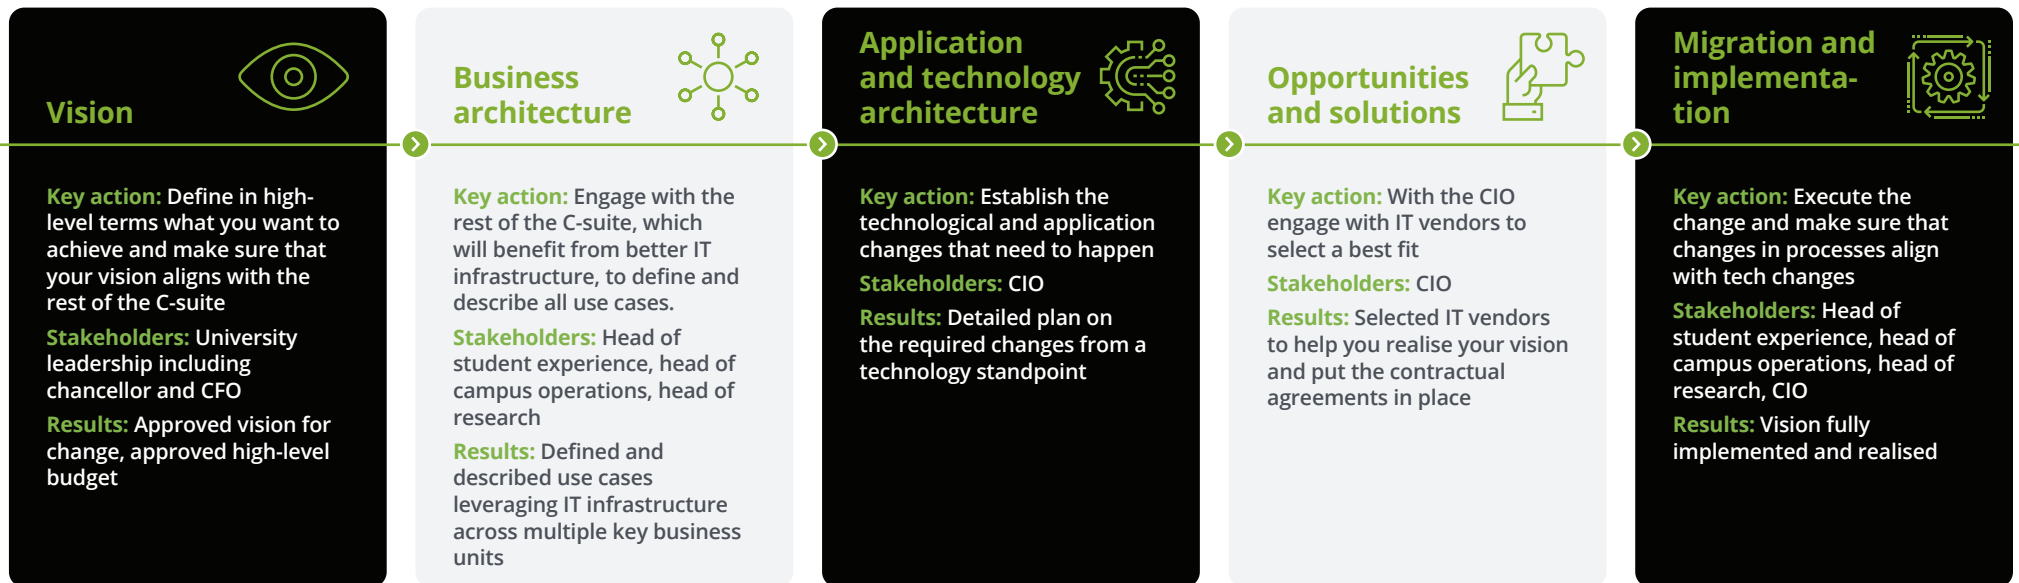 Vision
Key action: Define in high-
level terms what you want to
achieve and make sure that
your vision aligns with the
rest of the C-suite
Stakeholders: University
leadership including
chancellor and CFO
Results: Approved vision for
change, approved high-level
budget
Business
architecture
Key action: Engage with the
rest of the C-suite, which
will benefit from better IT
infrastructure, to define and
describe all use cases.
Stakeholders: Head of
student experience, head of
campus operations, head of
research
Results: Defined and
described use cases
leveraging IT infrastructure
across multiple key business
units
Application
and technology
architecture
Key action: Establish the
technological and application
changes that need to happen
Stakeholders: CIO
Results: Detailed plan on
the required changes from a
technology standpoint
Opportunities
and solutions
Key action: With the CIO
engage with IT vendors to
select a best fit
Stakeholders: CIO
Results: Selected IT vendors
to help you realise your vision
and put the contractual
agreements in place
Migration and
implementa-
tion
Key action: Execute the
change and make sure that
changes in processes align
with tech changes
Stakeholders: Head of
student experience, head of
campus operations, head of
research, CIO
Results: Vision fully
implemented and realised